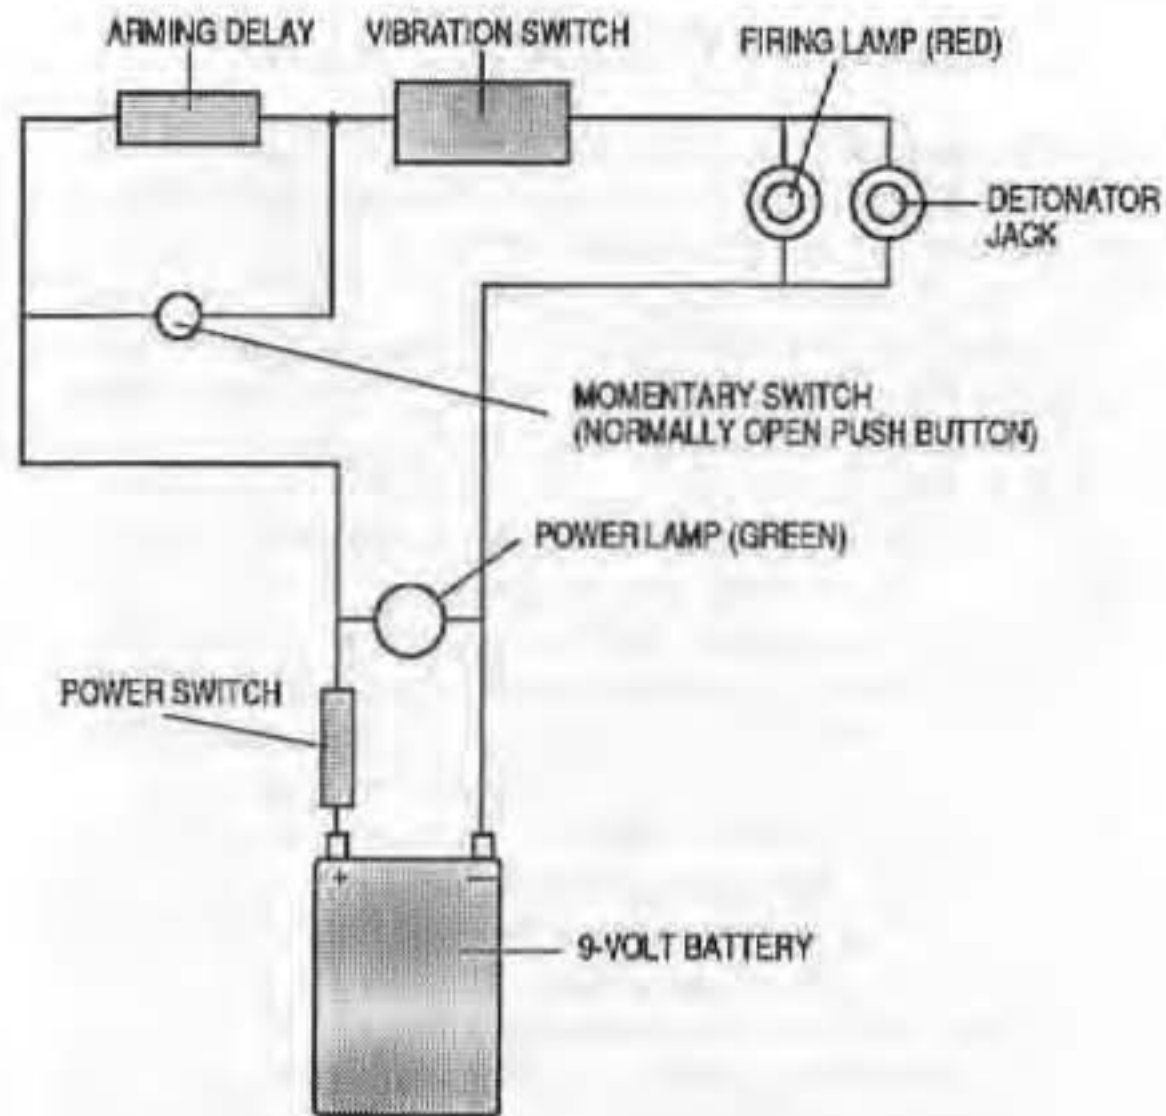 ARMING DELAY
VIBRATION SWITCH
FIRING LAMP (RED)
DETONATOR
JACK
MOMENTARY SWITCH
(NORMALLY OPEN PUSH BUTTON)
POWER LAMP (GREEN)
POWER SWITCH
+
–
9-VOLT BATTERY